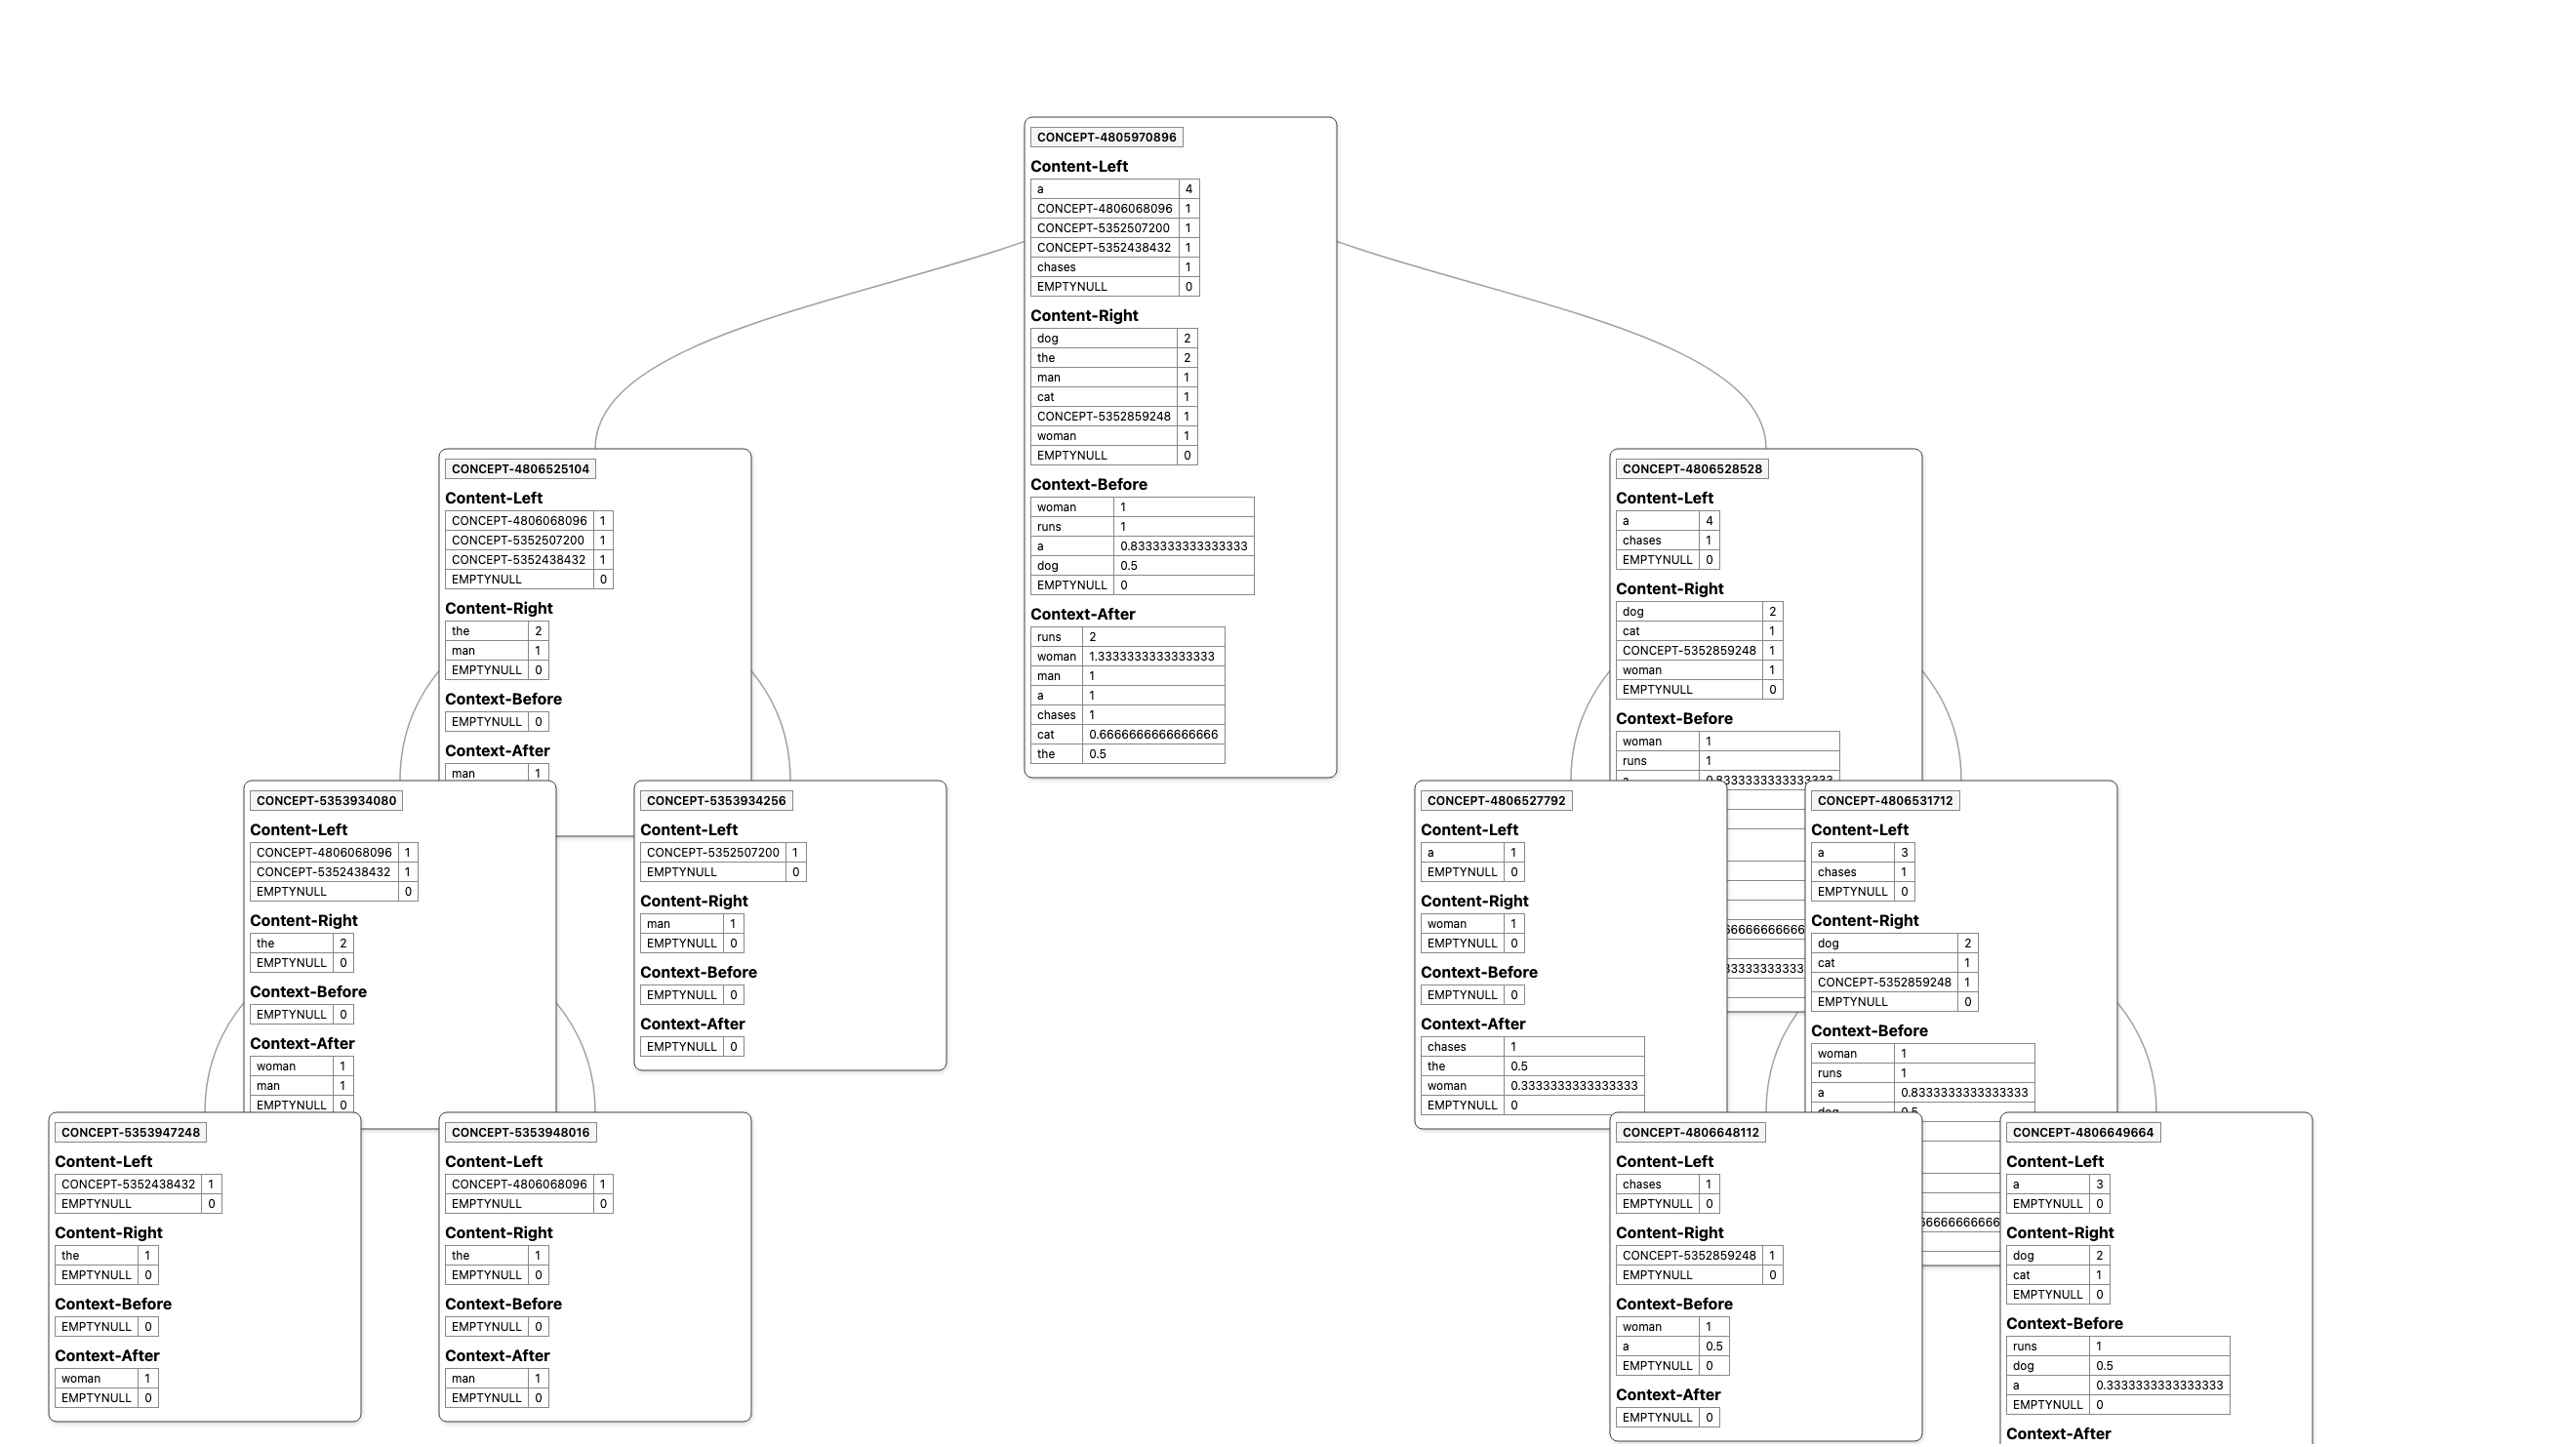 CONCEPT-4805970896
Content-Left
a 4
CONCEPT-4806068096 1
CONCEPT-5352507200 1
CONCEPT-5352438432 1
chases 1
EMPTYNULL 0
Content-Right
dog 2
the 2
man 1
cat 1
CONCEPT-5352859248 1
woman 1
EMPTYNULL 0
Context-Before
woman 1
runs 1
a 0.8333333333333333
dog 0.5
EMPTYNULL 0
Context-After
runs 2
woman 1.3333333333333333
man 1
a 1
chases 1
cat 0.6666666666666666
the 0.5
CONCEPT-4806525104
Content-Left
CONCEPT-4806068096 1
CONCEPT-5352507200 1
CONCEPT-5352438432 1
EMPTYNULL 0
Content-Right
the 2
man 1
EMPTYNULL 0
Context-Before
EMPTYNULL 0
Context-After
man 1
CONCEPT-4806528528
Content-Left
a 4
chases 1
EMPTYNULL 0
Content-Right
dog 2
cat 1
CONCEPT-5352859248 1
woman 1
EMPTYNULL 0
Context-Before
woman 1
runs 1
a 0.8333333333333333
CONCEPT-5353934080
Content-Left
CONCEPT-4806068096 1
CONCEPT-5352438432 1
EMPTYNULL 0
Content-Right
the 2
EMPTYNULL 0
Context-Before
EMPTYNULL 0
Context-After
woman 1
man 1
EMPTYNULL 0
CONCEPT-5353934256
Content-Left
CONCEPT-5352507200 1
EMPTYNULL 0
Content-Right
man 1
EMPTYNULL 0
Context-Before
EMPTYNULL 0
Context-After
EMPTYNULL 0
CONCEPT-4806527792
Content-Left
a 1
EMPTYNULL 0
Content-Right
woman 1
EMPTYNULL 0
Context-Before
EMPTYNULL 0
Context-After
chases 1
the 0.5
woman 0.3333333333333333
EMPTYNULL 0
CONCEPT-4806531712
Content-Left
a 3
chases 1
EMPTYNULL 0
Content-Right
dog 2
cat 1
CONCEPT-5352859248 1
EMPTYNULL 0
Context-Before
woman 1
runs 1
a 0.8333333333333333
dog 0.5
CONCEPT-5353947248
Content-Left
CONCEPT-5352438432 1
EMPTYNULL 0
Content-Right
the 1
EMPTYNULL 0
Context-Before
EMPTYNULL 0
Context-After
woman 1
EMPTYNULL 0
CONCEPT-5353948016
Content-Left
CONCEPT-4806068096 1
EMPTYNULL 0
Content-Right
the 1
EMPTYNULL 0
Context-Before
EMPTYNULL 0
Context-After
man 1
EMPTYNULL 0
CONCEPT-4806648112
Content-Left
chases 1
EMPTYNULL 0
Content-Right
CONCEPT-5352859248 1
EMPTYNULL 0
Context-Before
woman 1
a 0.5
EMPTYNULL 0
Context-After
EMPTYNULL 0
CONCEPT-4806649664
Content-Left
a 3
EMPTYNULL 0
Content-Right
dog 2
cat 1
EMPTYNULL 0
Context-Before
runs 1
dog 0.5
a 0.3333333333333333
EMPTYNULL 0
Context-After